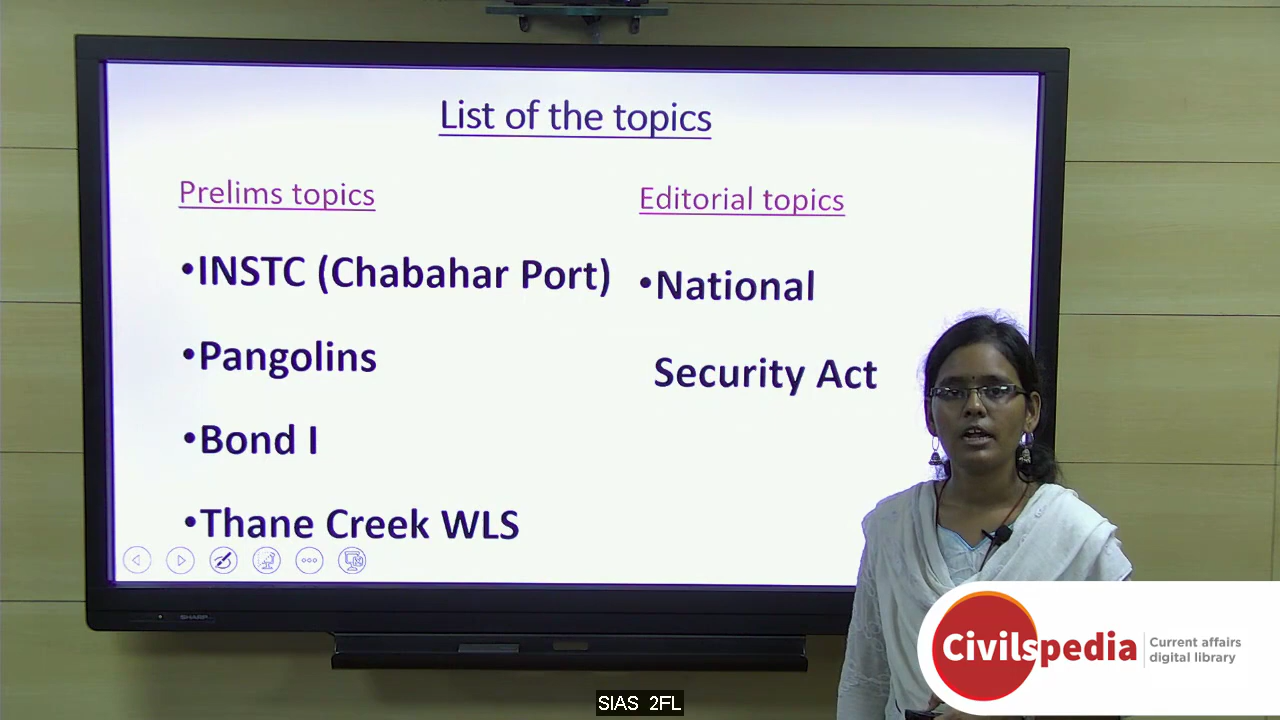 List of the topics
Prelims topics
•INSTC (Chabahar Port)
•Pangolins
•Bond I
•Thane Creek WLS
Editorial topics
•National
Security Act
SHARP
Civilspedia
Current affairs
digital library
SIAS 2FL